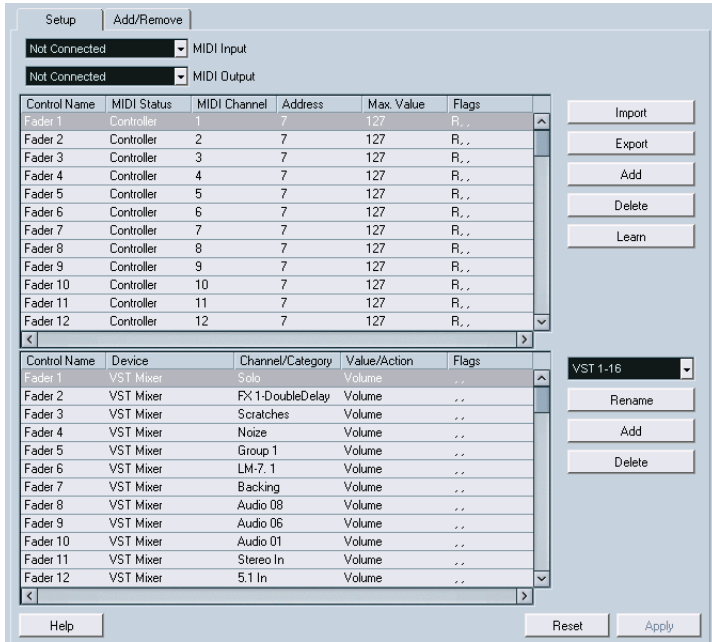 Setup Add/Remove
Not Connected MIDI Input
Not Connected MIDI Output
Control Name MIDI Status MIDI Channel Address Max. Value Flags
Fader 1 Controller 1 7 127 R, ,
Fader 2 Controller 2 7 127 R, ,
Fader 3 Controller 3 7 127 R, ,
Fader 4 Controller 4 7 127 R, ,
Fader 5 Controller 5 7 127 R, ,
Fader 6 Controller 6 7 127 R, ,
Fader 7 Controller 7 7 127 R, ,
Fader 8 Controller 8 7 127 R, ,
Fader 9 Controller 9 7 127 R, ,
Fader 10 Controller 10 7 127 R, ,
Fader 11 Controller 11 7 127 R, ,
Fader 12 Controller 12 7 127 R, ,
Import
Export
Add
Delete
Learn
Control Name Device Channel/Category Value/Action Flags
Fader 1 VST Mixer Solo Volume , ,
Fader 2 VST Mixer FX 1-DoubleDelay Volume , ,
Fader 3 VST Mixer Scratches Volume , ,
Fader 4 VST Mixer Noize Volume , ,
Fader 5 VST Mixer Group 1 Volume , ,
Fader 6 VST Mixer LM-7. 1 Volume , ,
Fader 7 VST Mixer Backing Volume , ,
Fader 8 VST Mixer Audio 08 Volume , ,
Fader 9 VST Mixer Audio 06 Volume , ,
Fader 10 VST Mixer Audio 01 Volume , ,
Fader 11 VST Mixer Stereo In Volume , ,
Fader 12 VST Mixer 5.1 In Volume , ,
VST 1-16
Rename
Add
Delete
Help Reset Apply